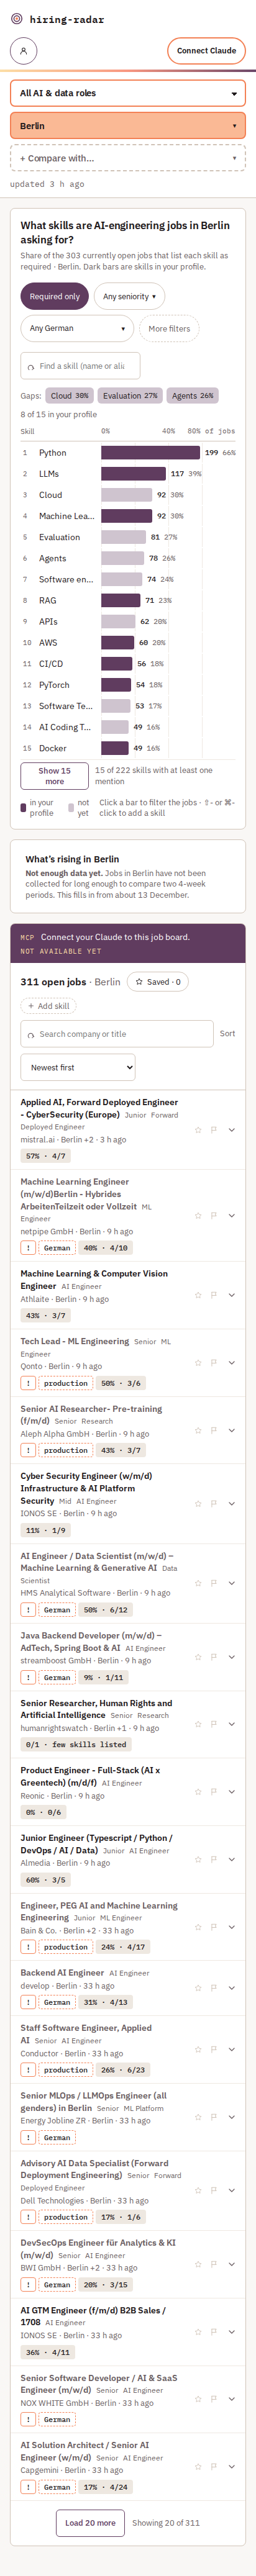 hiring-radar
Connect Claude
All AI & data roles
Berlin
+ Compare with...
updated 3 h ago
What skills are AI-engineering jobs in Berlin
asking for?
Share of the 303 currently open jobs that list each skill as
required · Berlin. Dark bars are skills in your profile.
Required only
Any seniority
Any German
More filters
Find a skill (name or ali
Gaps: Cloud 30% Evaluation 27% Agents 26%
8 of 15 in your profile
Skill 0% 40% 80% of jobs
1 Python 199 66%
2 LLMs 117 39%
3 Cloud 92 30%
4 Machine Lea... 92 30%
5 Evaluation 81 27%
6 Agents 78 26%
7 Software en... 74 24%
8 RAG 71 23%
9 APIs 62 20%
10 AWS 60 20%
11 CI/CD 56 18%
12 PyTorch 54 18%
13 Software Te... 53 17%
14 AI Coding T... 49 16%
15 Docker 49 16%
Show 15
more
15 of 222 skills with at least one
mention
in your
profile
not
yet
Click a bar to filter the jobs · ⇧- or ⌘-
click to add a skill
What's rising in Berlin
Not enough data yet. Jobs in Berlin have not been
collected for long enough to compare two 4-week
periods. This fills in from about 13 December.
MCP Connect your Claude to this job board.
NOT AVAILABLE YET
311 open jobs · Berlin
Saved · 0
+ Add skill
Search company or title
Sort
Newest first
Applied AI, Forward Deployed Engineer
- CyberSecurity (Europe) Junior Forward
Deployed Engineer
mistral.ai · Berlin +2 · 3 h ago
57% · 4/7
Machine Learning Engineer
(m/w/d)Berlin - Hybrides
ArbeitenTeilzeit oder Vollzeit ML
Engineer
netpipe GmbH · Berlin · 9 h ago
! German 40% · 4/10
Machine Learning & Computer Vision
Engineer AI Engineer
Athlaite · Berlin · 9 h ago
43% · 3/7
Tech Lead - ML Engineering Senior ML
Engineer
Qonto · Berlin · 9 h ago
! production 50% · 3/6
Senior AI Researcher- Pre-training
(f/m/d) Senior Research
Aleph Alpha GmbH · Berlin · 9 h ago
! production 43% · 3/7
Cyber Security Engineer (w/m/d)
Infrastructure & AI Platform
Security Mid AI Engineer
IONOS SE · Berlin · 9 h ago
11% · 1/9
AI Engineer / Data Scientist (m/w/d) –
Machine Learning & Generative AI Data
Scientist
HMS Analytical Software · Berlin · 9 h ago
! German 50% · 6/12
Java Backend Developer (m/w/d) –
AdTech, Spring Boot & AI AI Engineer
streamboost GmbH · Berlin · 9 h ago
! German 9% · 1/11
Senior Researcher, Human Rights and
Artificial Intelligence Senior Research
humanrightswatch · Berlin +1 · 9 h ago
0/1 · few skills listed
Product Engineer - Full-Stack (AI x
Greentech) (m/d/f) AI Engineer
Reonic · Berlin · 9 h ago
0% · 0/6
Junior Engineer (Typescript / Python /
DevOps / AI / Data) Junior AI Engineer
Almedia · Berlin · 9 h ago
60% · 3/5
Engineer, PEG AI and Machine Learning
Engineering Junior ML Engineer
Bain & Co. · Berlin +2 · 33 h ago
! production 24% · 4/17
Backend AI Engineer AI Engineer
develop · Berlin · 33 h ago
! German 31% · 4/13
Staff Software Engineer, Applied
AI Senior AI Engineer
Conductor · Berlin · 33 h ago
! production 26% · 6/23
Senior MLOps / LLMOps Engineer (all
genders) in Berlin Senior ML Platform
Energy Jobline ZR · Berlin · 33 h ago
! German
Advisory AI Data Specialist (Forward
Deployment Engineering) Senior Forward
Deployed Engineer
Dell Technologies · Berlin · 33 h ago
! production 17% · 1/6
DevSecOps Engineer für Analytics & KI
(m/w/d) Senior AI Engineer
BWI GmbH · Berlin +2 · 33 h ago
! German 20% · 3/15
AI GTM Engineer (f/m/d) B2B Sales /
1708 AI Engineer
IONOS SE · Berlin · 33 h ago
36% · 4/11
Senior Software Developer / AI & SaaS
Engineer (m/w/d) Senior AI Engineer
NOX WHITE GmbH · Berlin · 33 h ago
! German
AI Solution Architect / Senior AI
Engineer (w/m/d) Senior AI Engineer
Capgemini · Berlin · 33 h ago
! German 17% · 4/24
Load 20 more
Showing 20 of 311